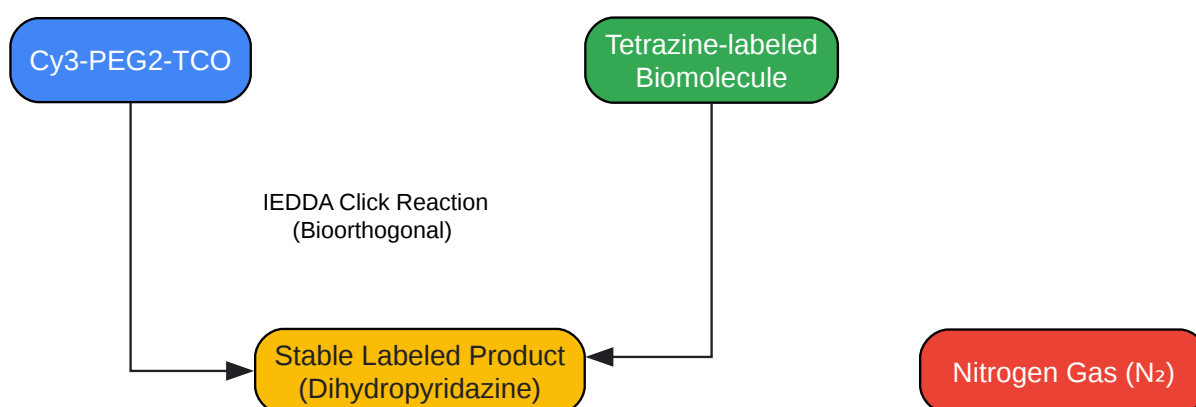 Cy3-PEG2-TCO
Tetrazine-labeled
Biomolecule
IEDDA Click Reaction
(Bioorthogonal)
Stable Labeled Product
(Dihydropyridazine)
Nitrogen Gas (N₂)